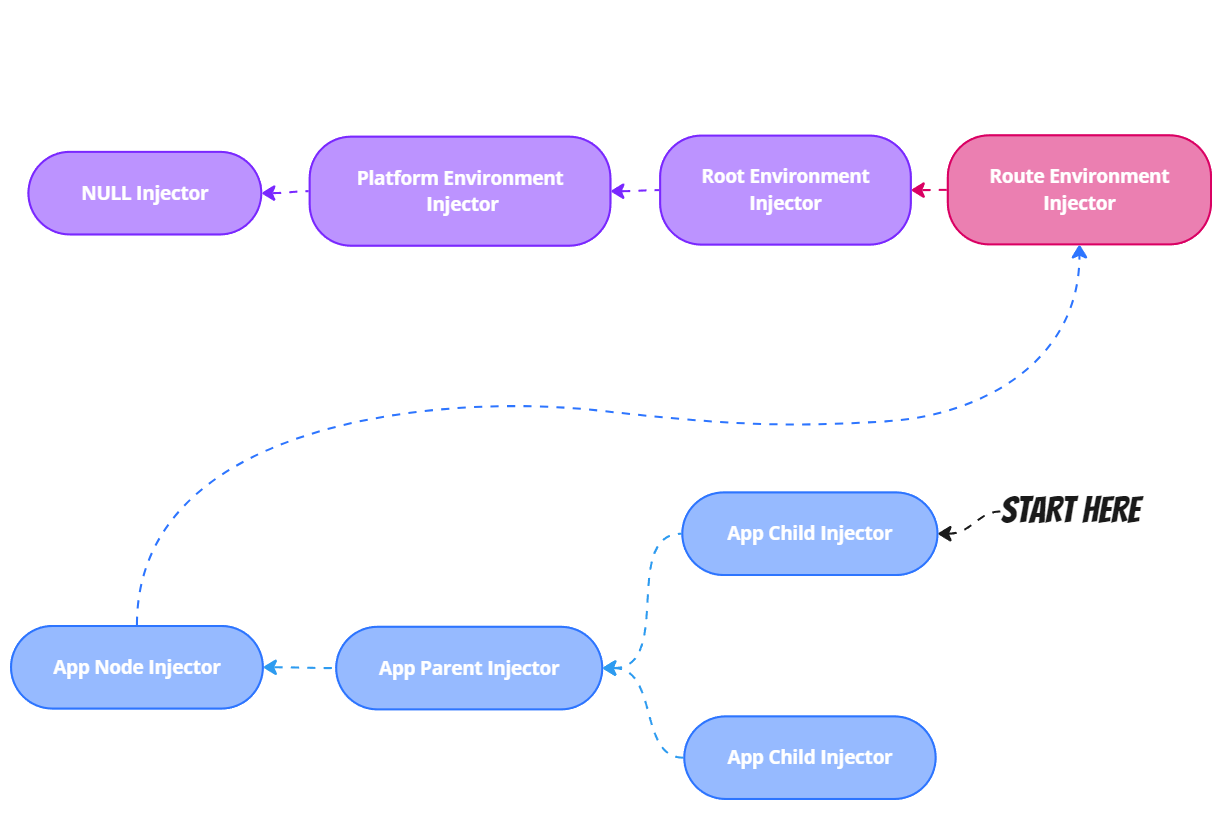 NULL Injector
Platform Environment
Injector
Root Environment
Injector
Route Environment
Injector
START HERE
App Child Injector
App Node Injector
App Parent Injector
App Child Injector